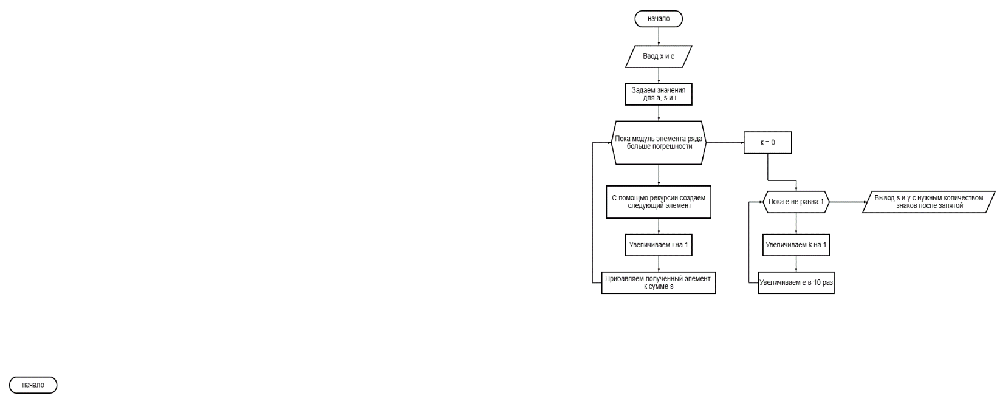 начало
Ввод x и e
Задаем значения
для a, s и i
Пока модуль элемента ряда
больше погрешности
к = 0
С помощью рекурсии создаем
следующий элемент
Пока e не равна 1
Вывод s и y с нужным количеством
знаков после запятой
Увеличиваем i на 1
Увеличиваем k на 1
Прибавляем полученный элемент
к сумме s
Увеличиваем e в 10 раз
начало